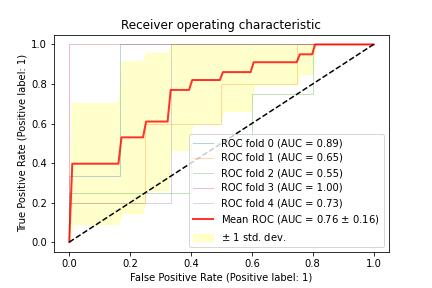 Receiver operating characteristic
True Positive Rate (Positive label: 1)
1.0
0.8
0.6
0.4
0.2
0.0
ROC fold 0 (AUC = 0.89)
ROC fold 1 (AUC = 0.65)
ROC fold 2 (AUC = 0.55)
ROC fold 3 (AUC = 1.00)
ROC fold 4 (AUC = 0.73)
Mean ROC (AUC = 0.76 ± 0.16)
± 1 std. dev.
0.0 0.2 0.4 0.6 0.8 1.0
False Positive Rate (Positive label: 1)